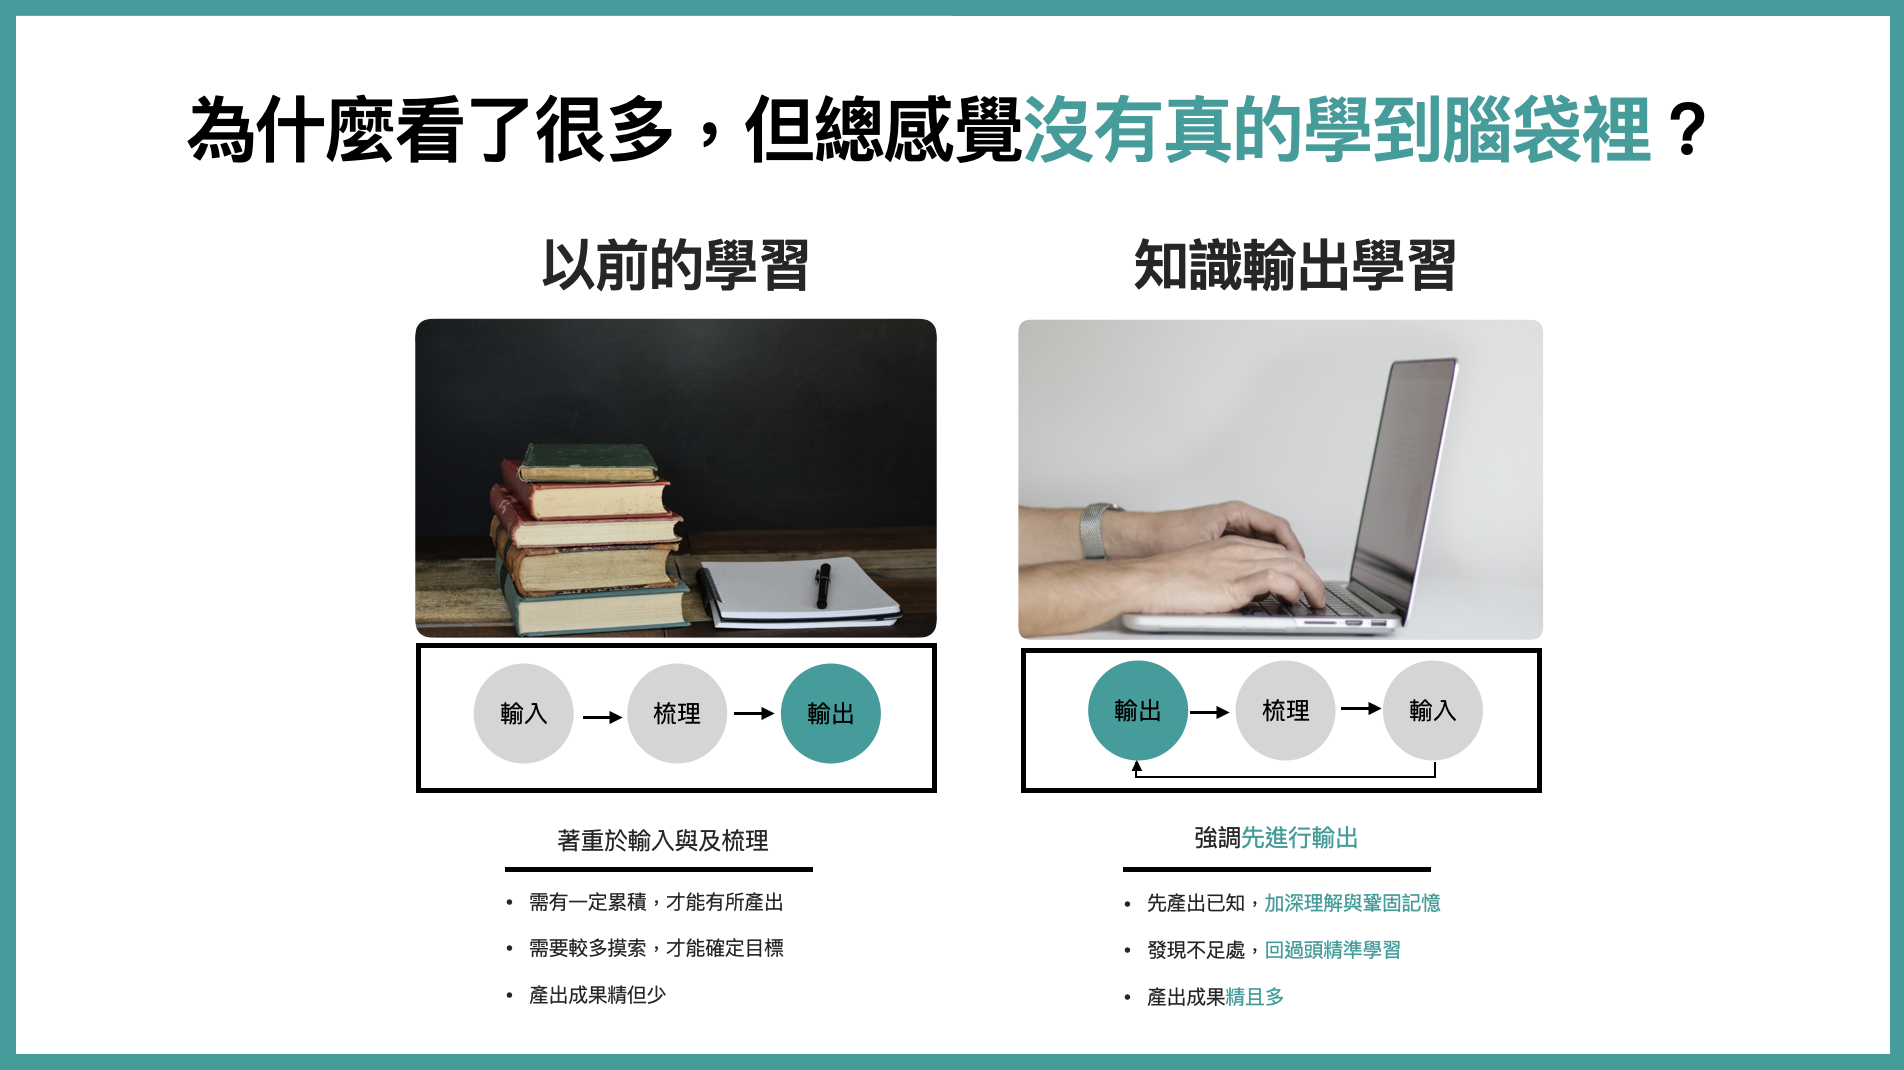 為什麼看了很多，但總感覺沒有真的學到腦袋裡？
以前的學習
輸入
梳理
輸出
著重於輸入與及梳理
• 需有一定累積，才能有所產出
• 需要較多摸索，才能確定目標
• 產出成果精但少
知識輸出學習
輸出
梳理
輸入
強調先進行輸出
• 先產出已知，加深理解與鞏固記憶
• 發現不足處，回過頭精準學習
• 產出成果精且多